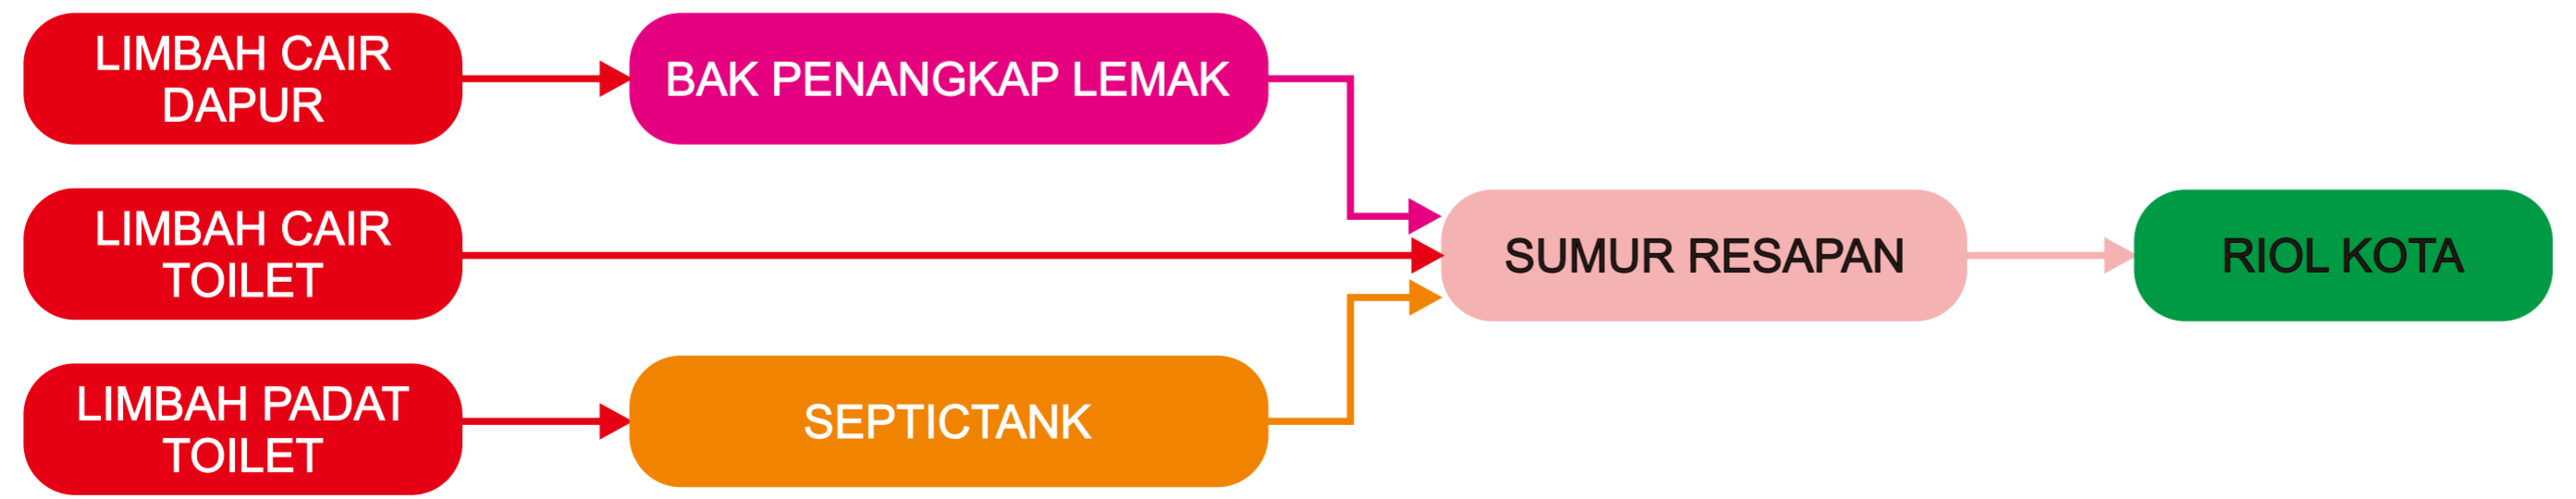 LIMBAH CAIR
DAPUR
BAK PENANGKAP LEMAK
LIMBAH CAIR
TOILET
SUMUR RESAPAN
RIOL KOTA
LIMBAH PADAT
TOILET
SEPTICTANK